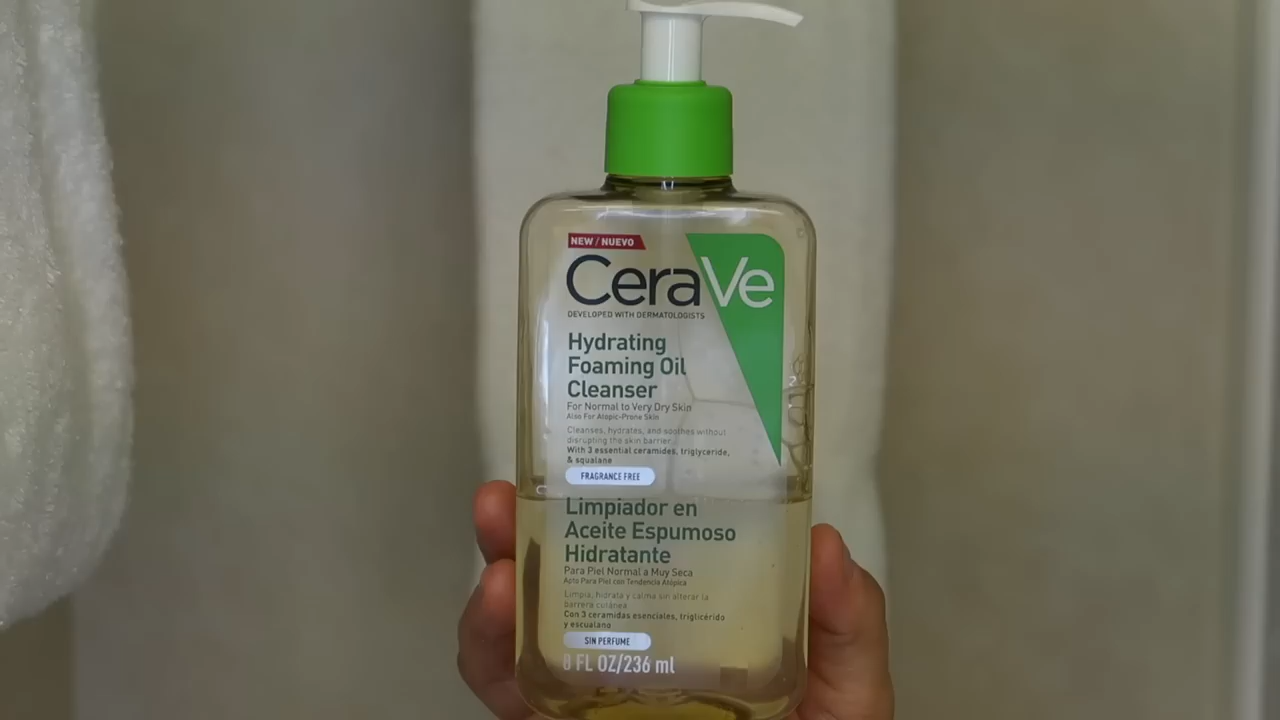 NEW / NUEVO
CeraVe
DEVELOPED WITH DERMATOLOGISTS
Hydrating
Foaming Oil
Cleanser
For Normal to Very Dry Skin
Also For Atopic-Prone Skin
Cleanses, hydrates, and soothes without
disrupting the skin barrier.
With 3 essential ceramides, triglyceride,
& squalane
FRAGRANCE FREE
Limpiador en
Aceite Espumoso
Hidratante
Para Piel Normal a Muy Seca
Apto Para Piel con Tendencia Atópica
Limpia, hidrata y calma sin alterar la
barrera cutánea
Con 3 ceramidas esenciales, triglicérido
y escualano
SIN PERFUME
8 FL OZ/236 ml